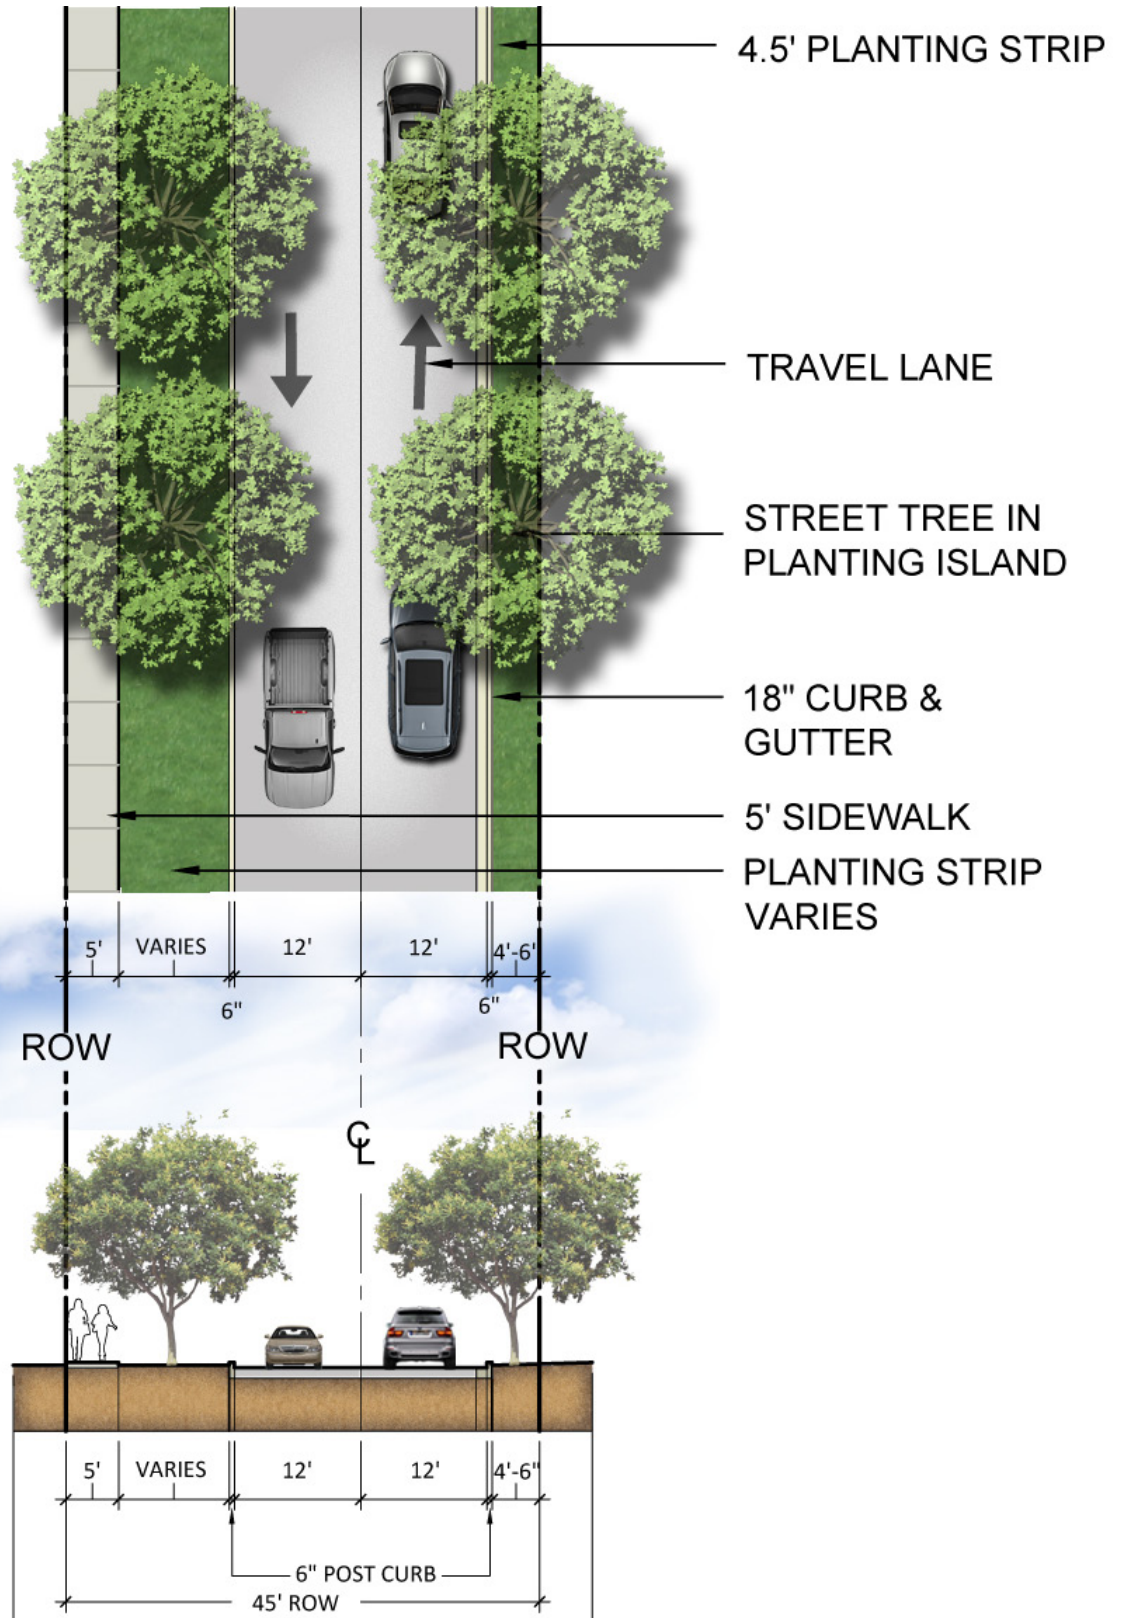 4.5' PLANTING STRIP
TRAVEL LANE
STREET TREE IN
PLANTING ISLAND
18" CURB &
GUTTER
5' SIDEWALK
PLANTING STRIP
VARIES
5' VARIES 12' 12' 4'-6'
6" 6"
ROW ROW
CL
5' VARIES 12' 12' 4'-6"
6" POST CURB
45' ROW